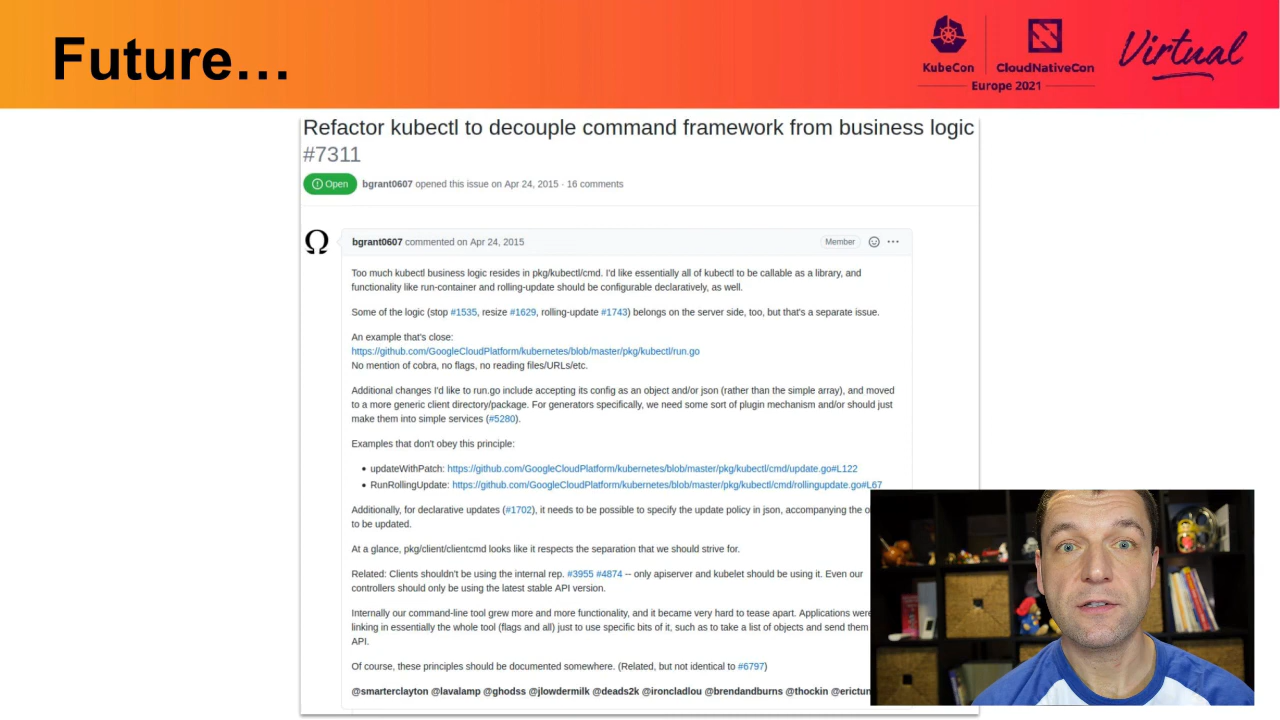 Future…
KubeCon
CloudNativeCon
Europe 2021
Virtual
Refactor kubectl to decouple command framework from business logic
#7311
Open bgrant0607 opened this issue on Apr 24, 2015 · 16 comments
bgrant0607 commented on Apr 24, 2015 Member
Too much kubectl business logic resides in pkg/kubectl/cmd. I'd like essentially all of kubectl to be callable as a library, and
functionality like run-container and rolling-update should be configurable declaratively, as well.
Some of the logic (stop #1535, resize #1629, rolling-update #1743) belongs on the server side, too, but that's a separate issue.
An example that's close:
https://github.com/GoogleCloudPlatform/kubernetes/blob/master/pkg/kubectl/run.go
No mention of cobra, no flags, no reading files/URLs/etc.
Additional changes I'd like to run.go include accepting its config as an object and/or json (rather than the simple array), and moved
to a more generic client directory/package. For generators specifically, we need some sort of plugin mechanism and/or should just
make them into simple services (#5280).
Examples that don't obey this principle:
• updateWithPatch: https://github.com/GoogleCloudPlatform/kubernetes/blob/master/pkg/kubectl/cmd/update.go#L122
• RunRollingUpdate: https://github.com/GoogleCloudPlatform/kubernetes/blob/master/pkg/kubectl/cmd/rollingupdate.go#L67
Additionally, for declarative updates (#1702), it needs to be possible to specify the update policy in json, accompanying the
to be updated.
At a glance, pkg/client/clientcmd looks like it respects the separation that we should strive for.
Related: Clients shouldn't be using the internal rep. #3955 #4874 -- only apiserver and kubelet should be using it. Even our
controllers should only be using the latest stable API version.
Internally our command-line tool grew more and more functionality, and it became very hard to tease apart. Applications were
linking in essentially the whole tool (flags and all) just to use specific bits of it, such as to take a list of objects and send them
API.
Of course, these principles should be documented somewhere. (Related, but not identical to #6797)
@smarterclayton @lavalamp @ghodss @jlowdermilk @deads2k @ironcladlou @brendandburns @thockin